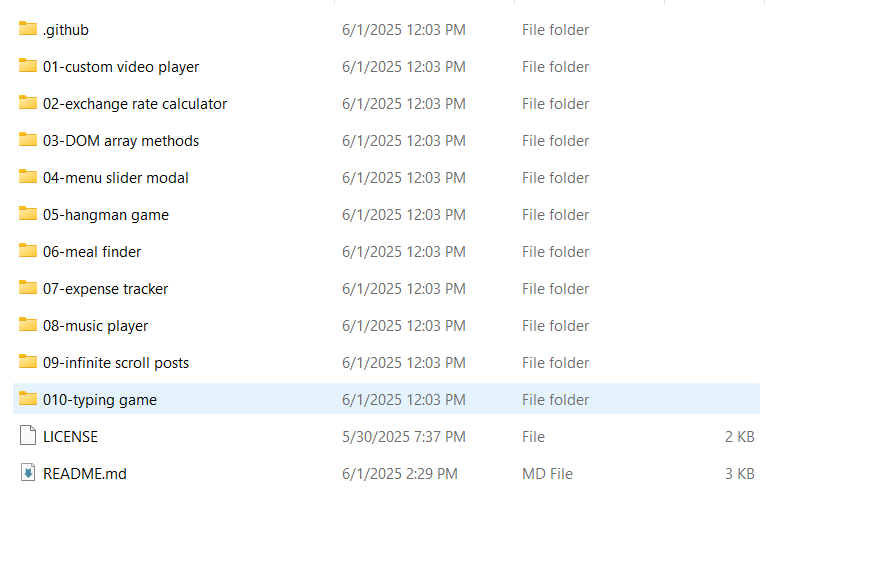 .github 6/1/2025 12:03 PM File folder
01-custom video player 6/1/2025 12:03 PM File folder
02-exchange rate calculator 6/1/2025 12:03 PM File folder
03-DOM array methods 6/1/2025 12:03 PM File folder
04-menu slider modal 6/1/2025 12:03 PM File folder
05-hangman game 6/1/2025 12:03 PM File folder
06-meal finder 6/1/2025 12:03 PM File folder
07-expense tracker 6/1/2025 12:03 PM File folder
08-music player 6/1/2025 12:03 PM File folder
09-infinite scroll posts 6/1/2025 12:03 PM File folder
010-typing game 6/1/2025 12:03 PM File folder
LICENSE 5/30/2025 7:37 PM File 2 KB
README.md 6/1/2025 2:29 PM MD File 3 KB